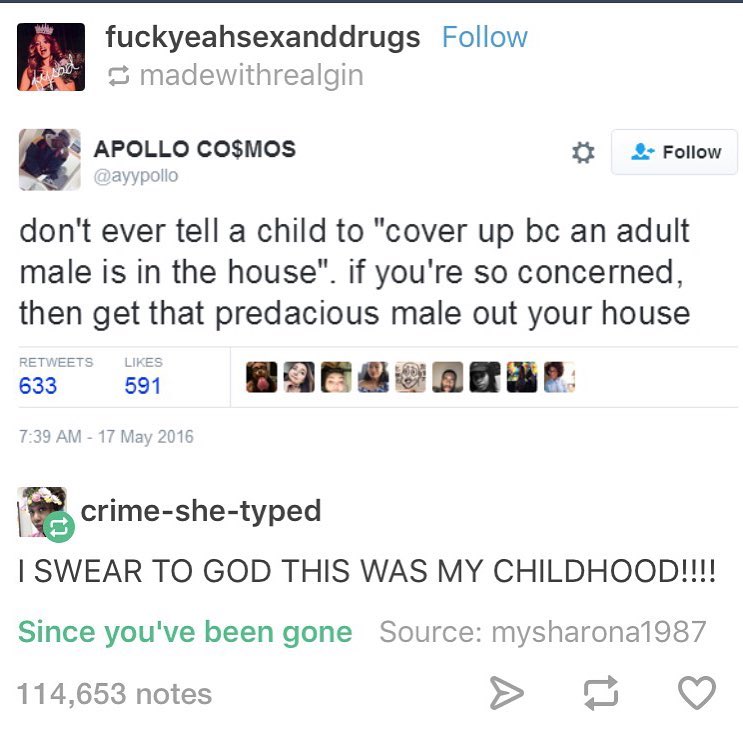 fuckyeahsexanddrugs Follow
madewithrealgin
APOLLO CO$MOS
@ayypollo
Follow
don't ever tell a child to "cover up bc an adult
male is in the house". if you're so concerned,
then get that predacious male out your house
RETWEETS LIKES
633 591
7:39 AM - 17 May 2016
crime-she-typed
I SWEAR TO GOD THIS WAS MY CHILDHOOD!!!!
Since you've been gone Source: mysharona1987
114,653 notes